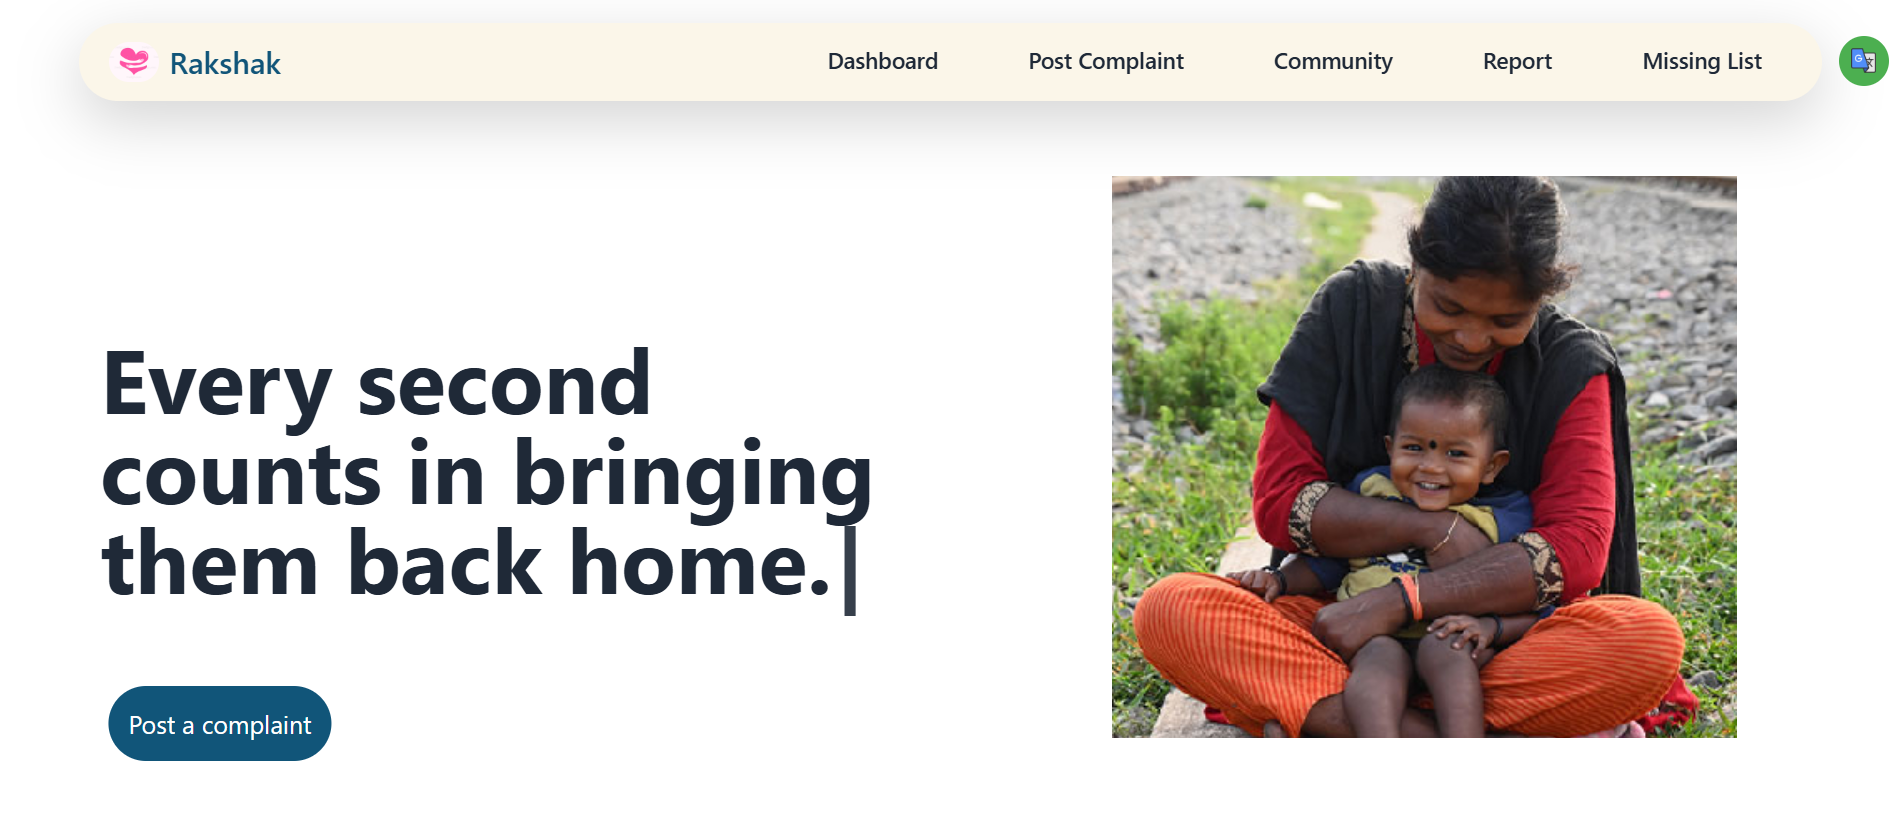 Rakshak
Dashboard
Post Complaint
Community
Report
Missing List
Every second
counts in bringing
them back home.
Post a complaint